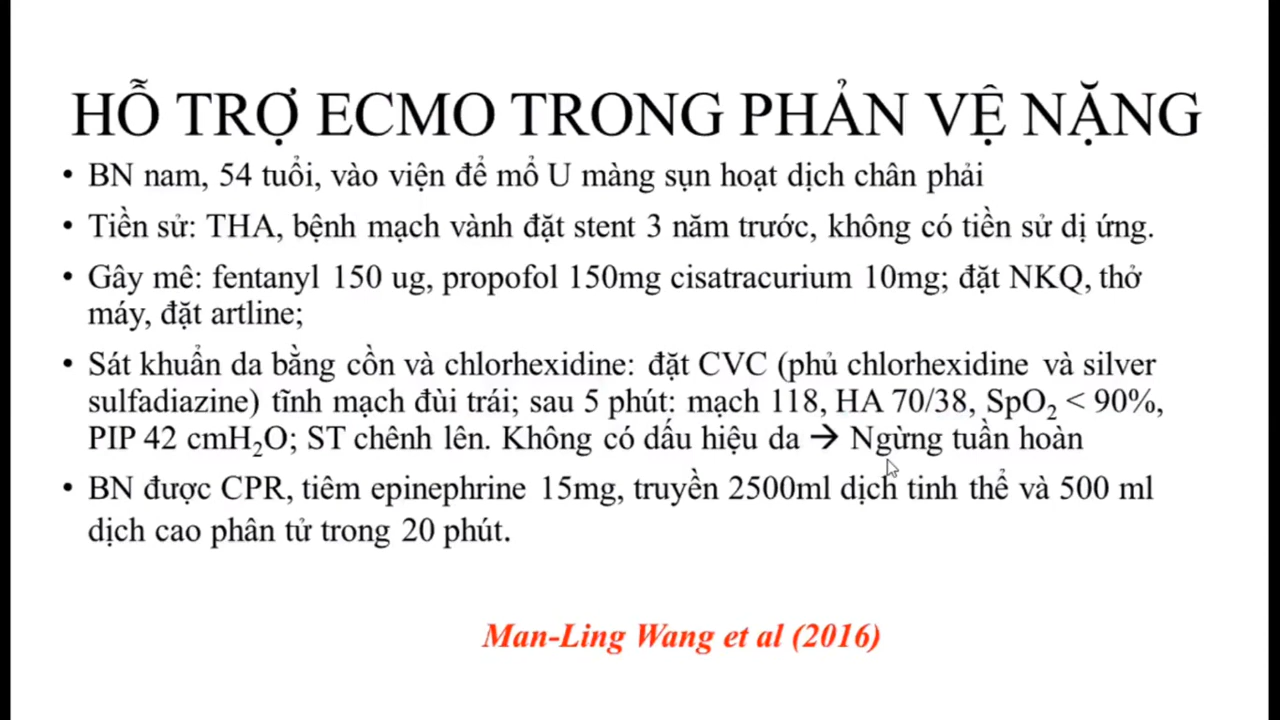 HỖ TRỢ ECMO TRONG PHẢN VỆ NẶNG
• BN nam, 54 tuổi, vào viện để mổ U màng sụn hoạt dịch chân phải
• Tiền sử: THA, bệnh mạch vành đặt stent 3 năm trước, không có tiền sử dị ứng.
• Gây mê: fentanyl 150 ug, propofol 150mg cisatracurium 10mg; đặt NKQ, thở
máy, đặt artline;
• Sát khuẩn da bằng cồn và chlorhexidine: đặt CVC (phủ chlorhexidine và silver
sulfadiazine) tĩnh mạch đùi trái; sau 5 phút: mạch 118, HA 70/38, SpO₂ < 90%,
PIP 42 cmH₂O; ST chênh lên. Không có dấu hiệu da → Ngừng tuần hoàn
• BN được CPR, tiêm epinephrine 15mg, truyền 2500ml dịch tinh thể và 500 ml
dịch cao phân tử trong 20 phút.
Man-Ling Wang et al (2016)